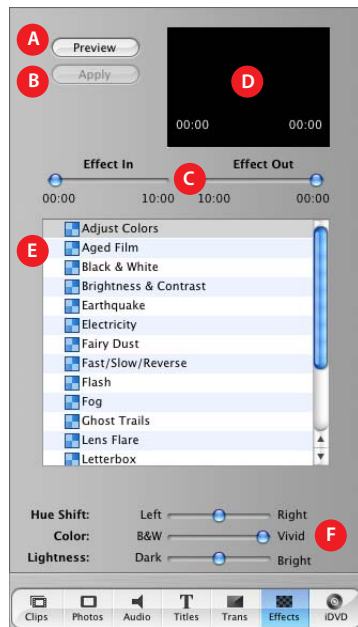 A Preview
B Apply
D
00:00 00:00
Effect In C Effect Out
00:00 10:00 10:00 00:00
E
Adjust Colors
Aged Film
Black & White
Brightness & Contrast
Earthquake
Electricity
Fairy Dust
Fast/Slow/Reverse
Flash
Fog
Ghost Trails
Lens Flare
Letterbox
Hue Shift: Left Right
Color: B&W Vivid F
Lightness: Dark Bright
Clips Photos Audio Titles Trans Effects iDVD